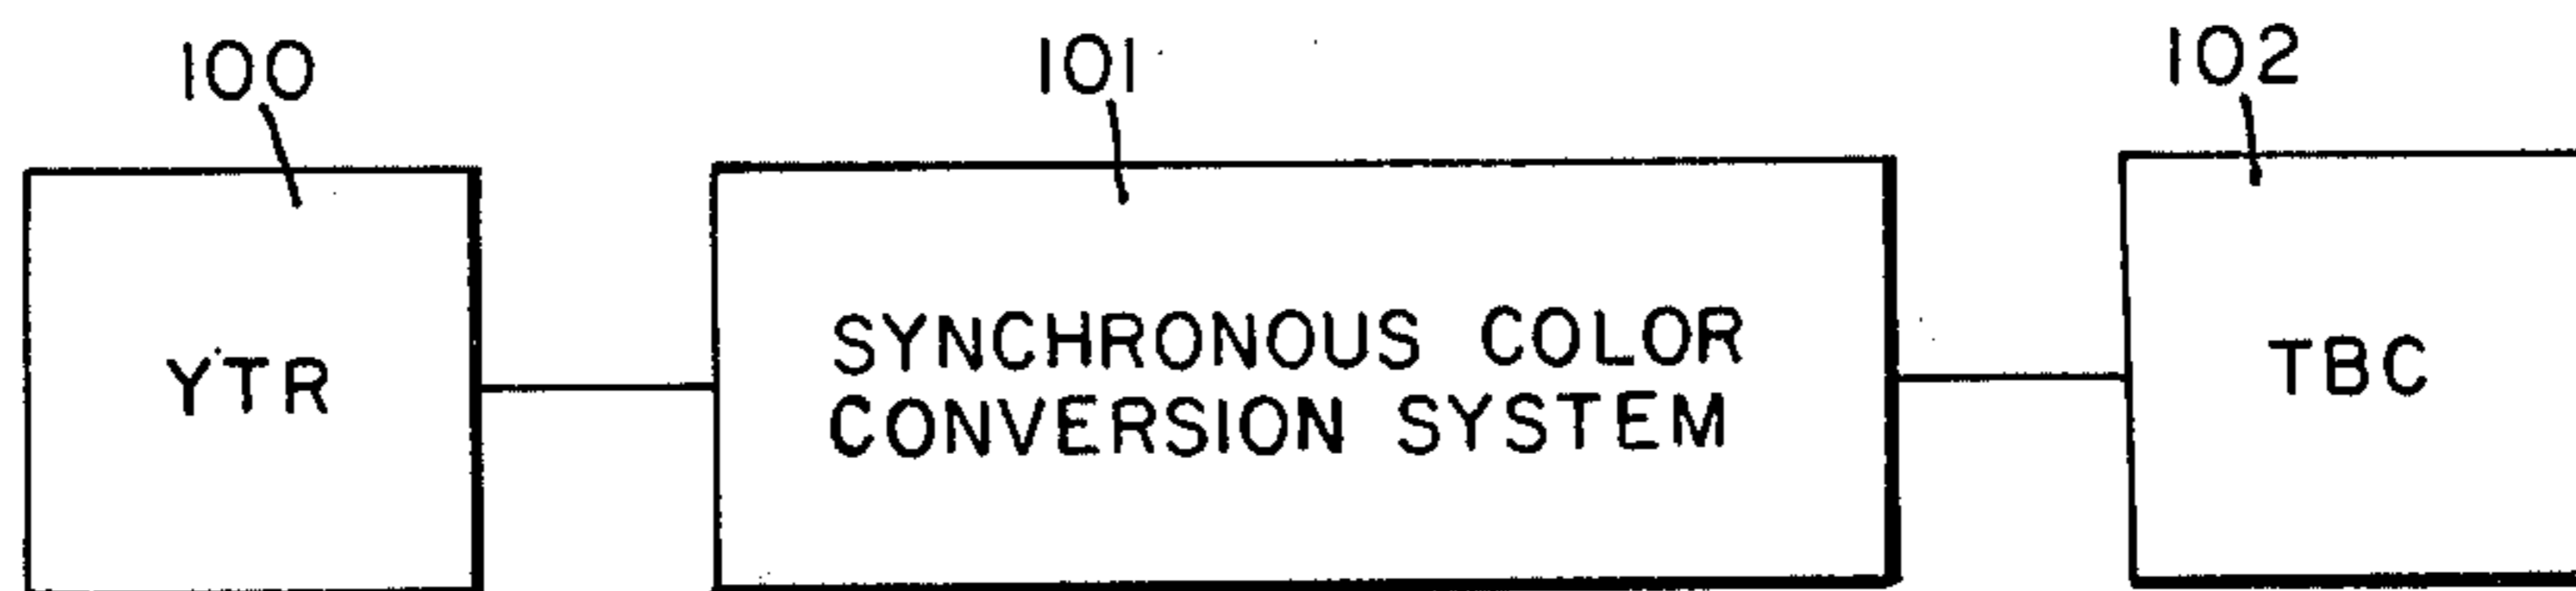 100
101
102
YTR
SYNCHRONOUS COLOR
CONVERSION SYSTEM
TBC